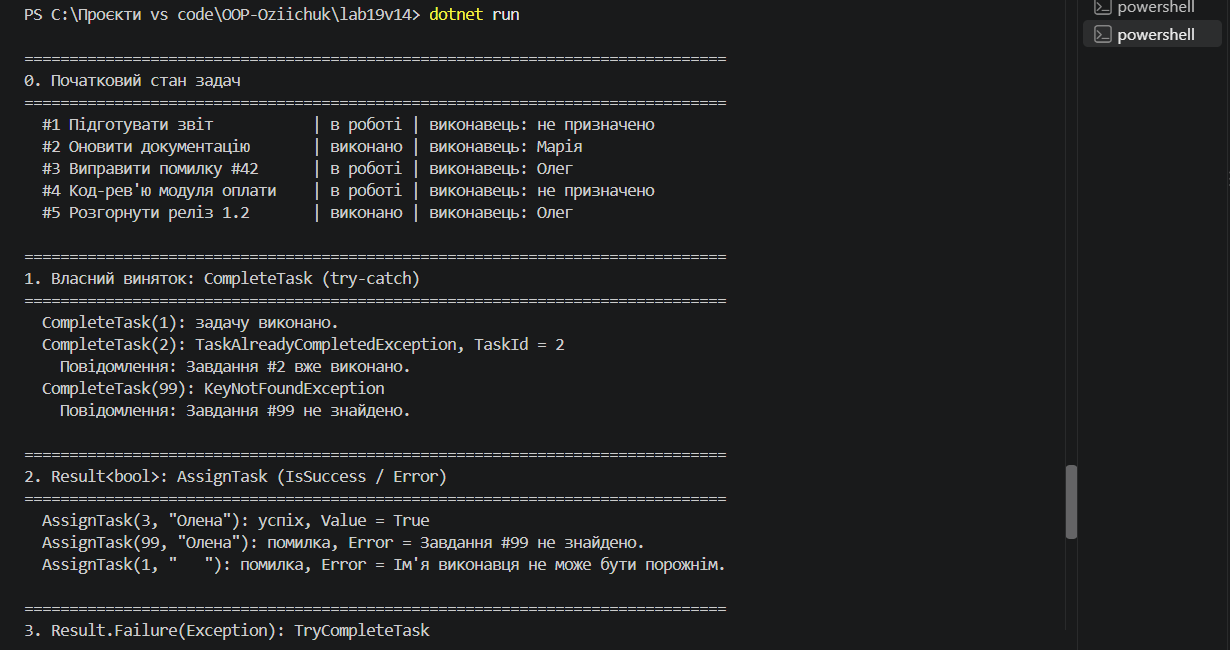 PS C:\Проєкти vs code\OOP-Oziichuk\lab19v14> dotnet run
powershell
powershell
==============================================================================
0. Початковий стан задач
==============================================================================
#1 Підготувати звіт | в роботі | виконавець: не призначено
#2 Оновити документацію | виконано | виконавець: Марія
#3 Виправити помилку #42 | в роботі | виконавець: Олег
#4 Код-рев'ю модуля оплати | в роботі | виконавець: не призначено
#5 Розгорнути реліз 1.2 | виконано | виконавець: Олег
==============================================================================
1. Власний виняток: CompleteTask (try-catch)
==============================================================================
CompleteTask(1): задачу виконано.
CompleteTask(2): TaskAlreadyCompletedException, TaskId = 2
Повідомлення: Завдання #2 вже виконано.
CompleteTask(99): KeyNotFoundException
Повідомлення: Завдання #99 не знайдено.
==============================================================================
2. Result<bool>: AssignTask (IsSuccess / Error)
==============================================================================
AssignTask(3, "Олена"): успіх, Value = True
AssignTask(99, "Олена"): помилка, Error = Завдання #99 не знайдено.
AssignTask(1, "   "): помилка, Error = Ім'я виконавця не може бути порожнім.
==============================================================================
3. Result.Failure(Exception): TryCompleteTask